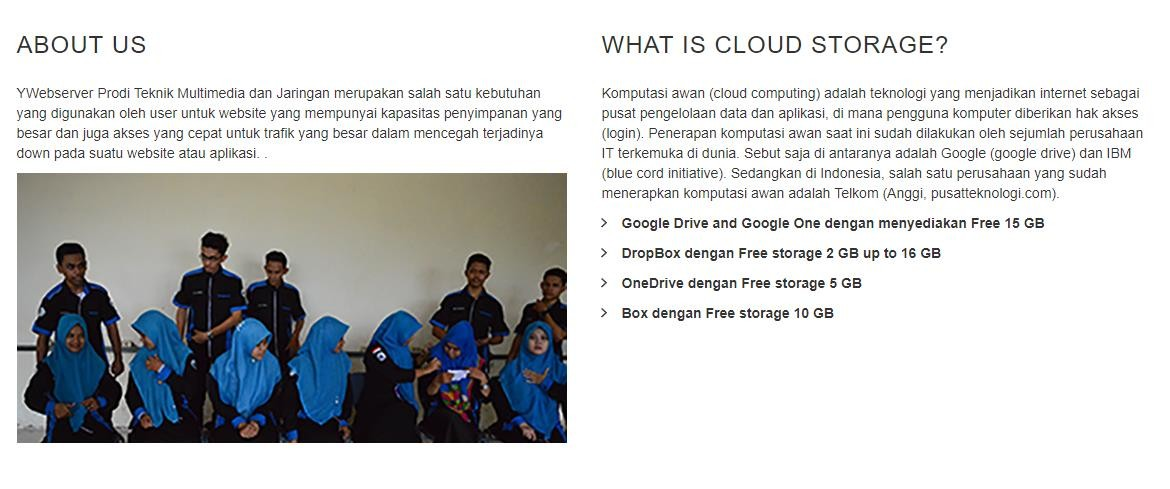 ABOUT US
YWebserver Prodi Teknik Multimedia dan Jaringan merupakan salah satu kebutuhan
yang digunakan oleh user untuk website yang mempunyai kapasitas penyimpanan yang
besar dan juga akses yang cepat untuk trafik yang besar dalam mencegah terjadinya
down pada suatu website atau aplikasi. .
WHAT IS CLOUD STORAGE?
Komputasi awan (cloud computing) adalah teknologi yang menjadikan internet sebagai
pusat pengelolaan data dan aplikasi, di mana pengguna komputer diberikan hak akses
(login). Penerapan komputasi awan saat ini sudah dilakukan oleh sejumlah perusahaan
IT terkemuka di dunia. Sebut saja di antaranya adalah Google (google drive) dan IBM
(blue cord initiative). Sedangkan di Indonesia, salah satu perusahaan yang sudah
menerapkan komputasi awan adalah Telkom (Anggi, pusatteknologi.com).
Google Drive and Google One dengan menyediakan Free 15 GB
DropBox dengan Free storage 2 GB up to 16 GB
OneDrive dengan Free storage 5 GB
Box dengan Free storage 10 GB